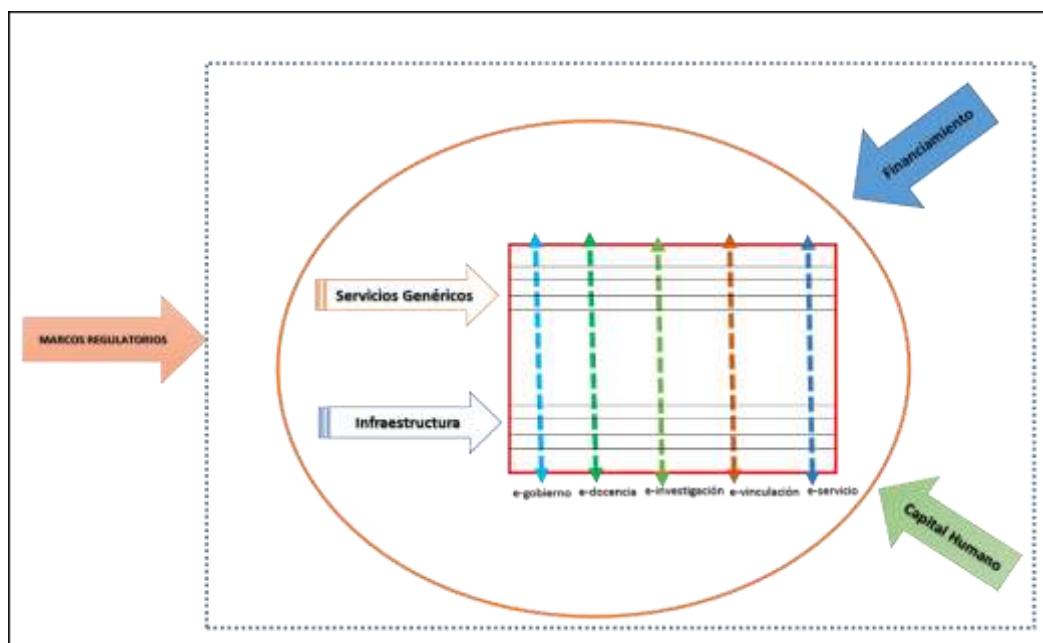 Financiamiento
Servicios Genéricos
MARCOS REGULATORIOS
Infraestructura
e-gobierno e-docencia e-investigación e-vinculación e-servicio
Capital Humano